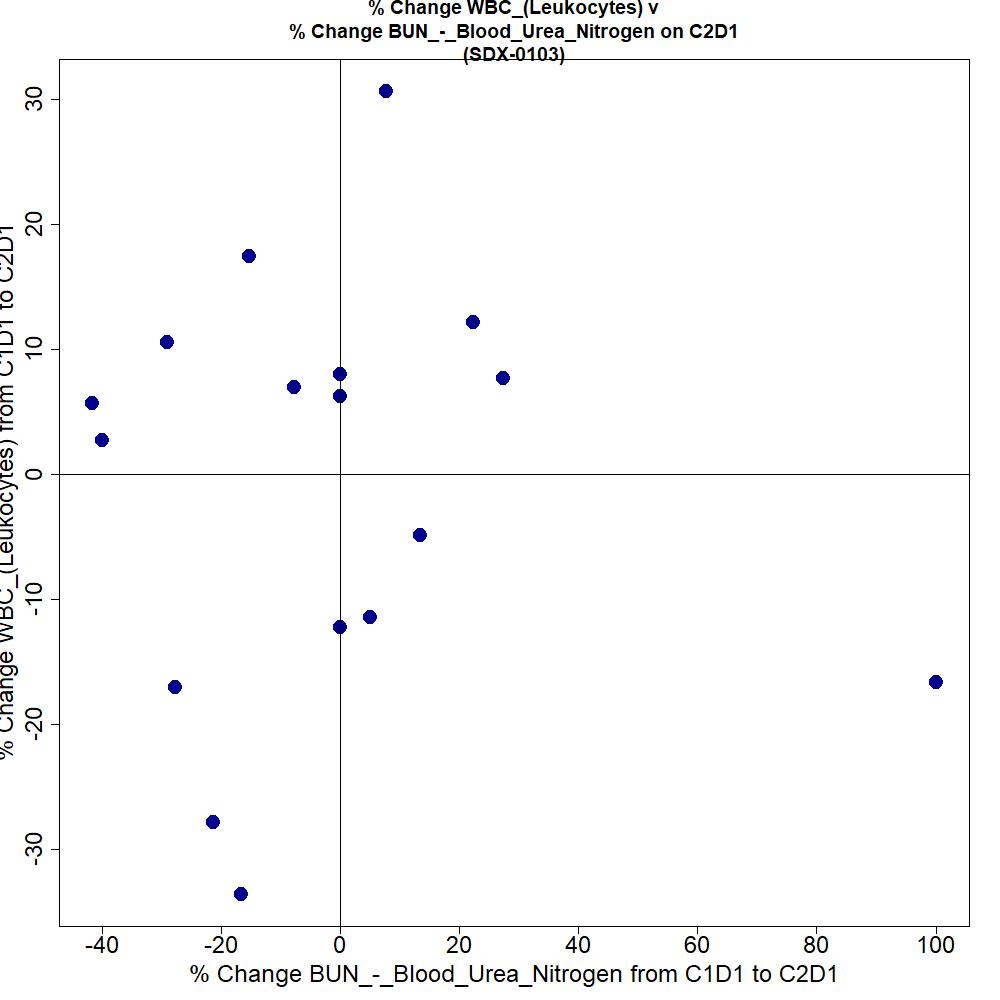 % Change WBC_(Leukocytes) v
% Change BUN_-_Blood_Urea_Nitrogen on C2D1
(SDX-0103)
% Change WBC_(Leukocytes) from C1D1 to C2D1
30
20
10
0
-10
-20
-30
-40 -20 0 20 40 60 80 100
% Change BUN_-_Blood_Urea_Nitrogen from C1D1 to C2D1